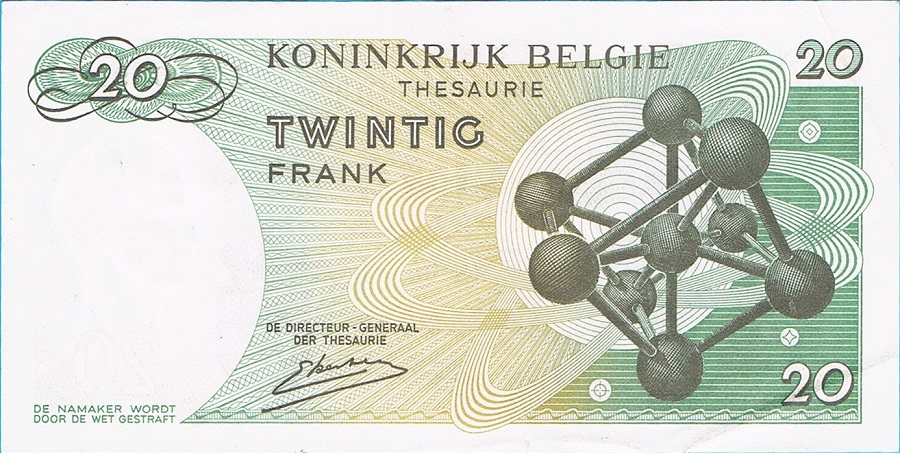 20
KONINKRIJK BELGIE
20
THESAURIE
TWINTIG
FRANK
DE DIRECTEUR-GENERAAL
DER THESAURIE
DE NAMAKER WORDT
DOOR DE WET GESTRAFT
20